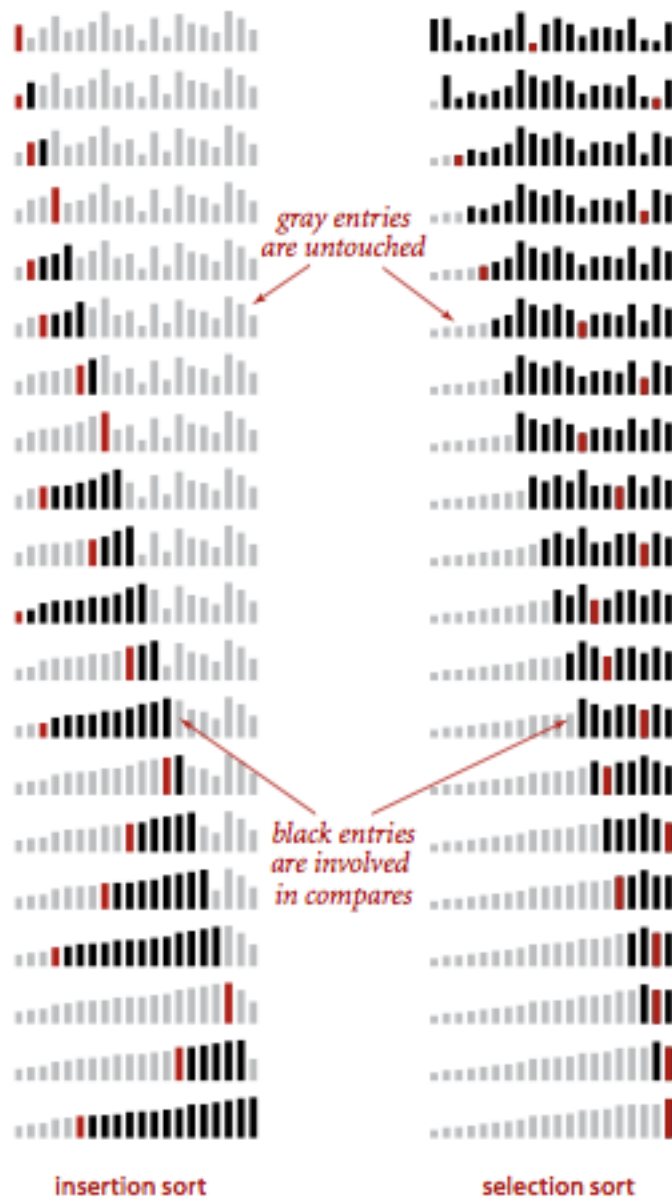 gray entries
are untouched
black entries
are involved
in compares
insertion sort
selection sort